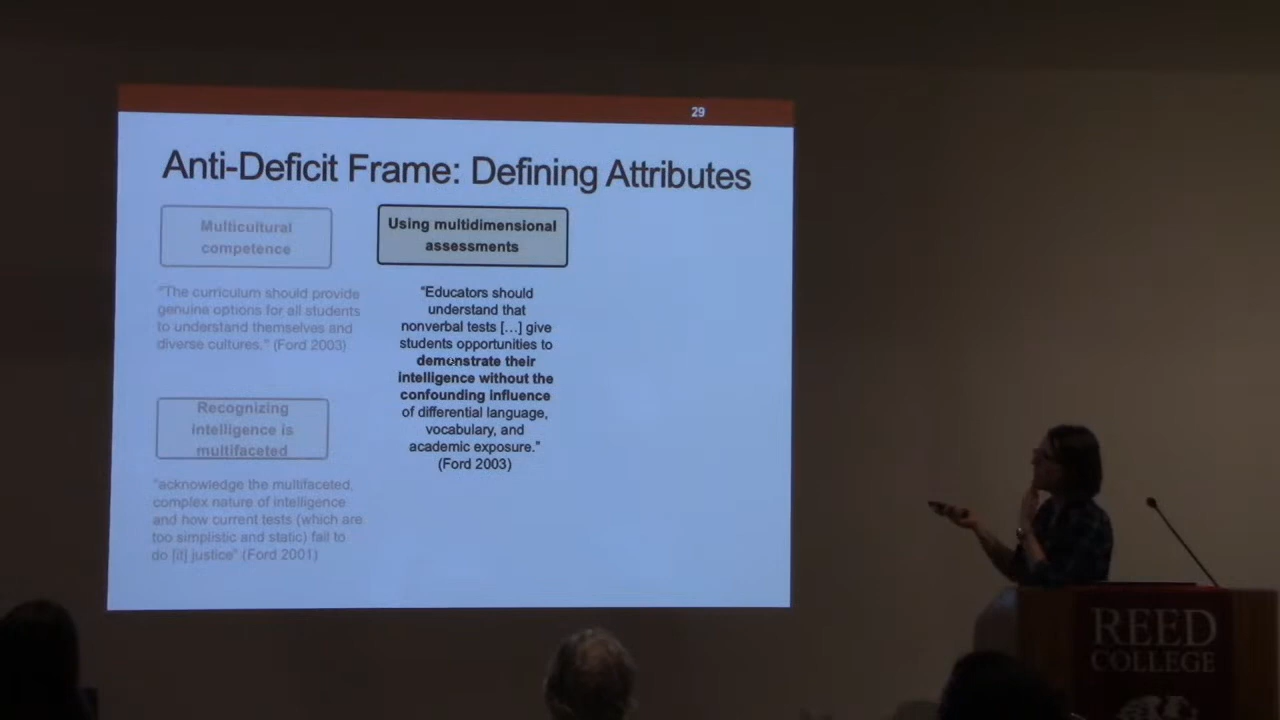 29
Anti-Deficit Frame: Defining Attributes
Multicultural
competence
"The curriculum should provide
genuine options for all students
to understand themselves and
diverse cultures." (Ford 2003)
Recognizing
intelligence is
multifaceted
"acknowledge the multifaceted,
complex nature of intelligence
and how current tests (which are
too simplistic and static) fail to
do [it] justice" (Ford 2001)
Using multidimensional
assessments
"Educators should
understand that
nonverbal tests […] give
students opportunities to
demonstrate their
intelligence without the
confounding influence
of differential language,
vocabulary, and
academic exposure."
(Ford 2003)
REED
COLLEGE